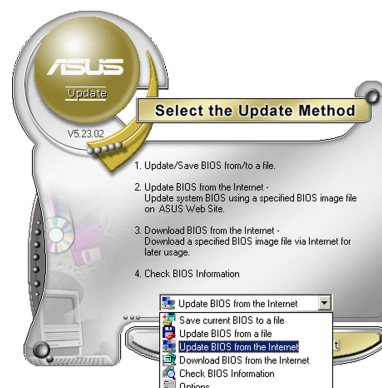 ASUS
Update
V5.23.02
Select the Update Method
1. Update/Save BIOS from/to a file.
2. Update BIOS from the Internet -
Update system BIOS using a specified BIOS image file
on ASUS Web Site.
3. Download BIOS from the Internet -
Download a specified BIOS image file via Internet for
later usage.
4. Check BIOS Information
Update BIOS from the Internet
Save current BIOS to a file
Update BIOS from a file
Update BIOS from the Internet
Download BIOS from the Internet
Check BIOS Information
Options